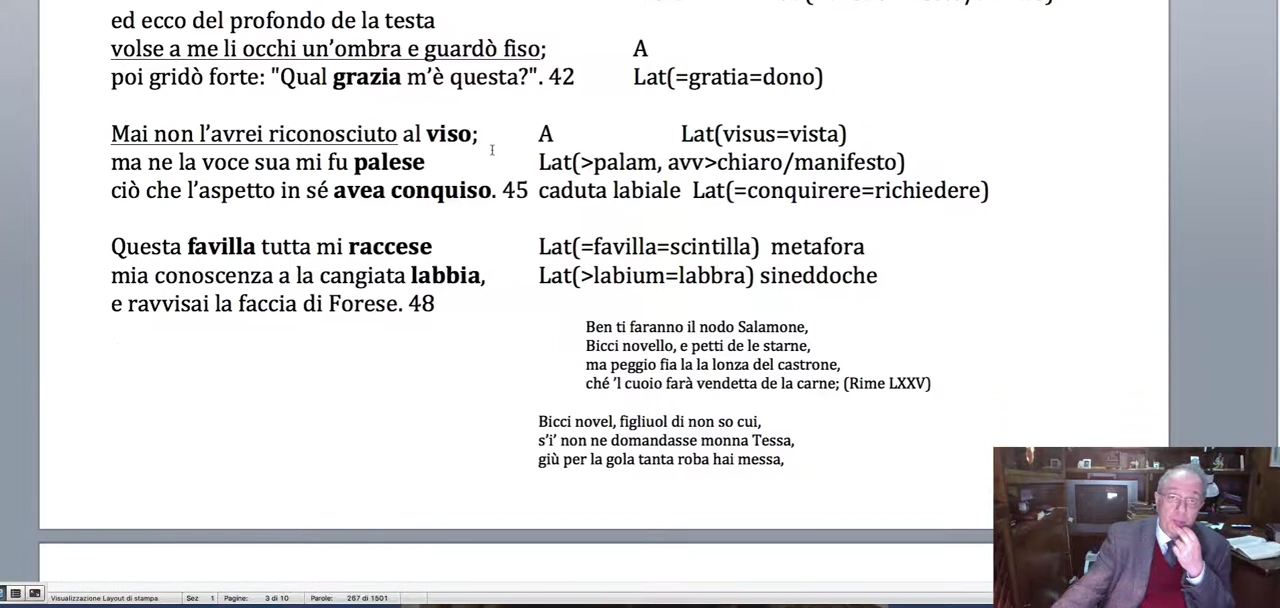 ed ecco del profondo de la testa
volse a me li occhi un’ombra e guardò fiso; A
poi gridò forte: "Qual grazia m’è questa?". 42 Lat(=gratia=dono)
Mai non l’avrei riconosciuto al viso; A Lat(visus=vista)
ma ne la voce sua mi fu palese Lat(>palam, avv>chiaro/manifesto)
ciò che l’aspetto in sé avea conquiso. 45 caduta labiale Lat(=conquirere=richiedere)
Questa favilla tutta mi raccese Lat(=favilla=scintilla) metafora
mia conoscenza a la cangiata labbia, Lat(>labium=labbra) sineddoche
e ravvisai la faccia di Forese. 48
Ben ti faranno il nodo Salamone,
Bicci novello, e petti de le starne,
ma peggio fia la la lonza del castrone,
ché ’l cuoio farà vendetta de la carne; (Rime LXXV)
Bicci novel, figliuol di non so cui,
s’i’ non ne domandasse monna Tessa,
giù per la gola tanta roba hai messa,
Visualizzazione Layout di stampa Sez 1 Pagine: 3 di 10 Parole: 267 di 1501